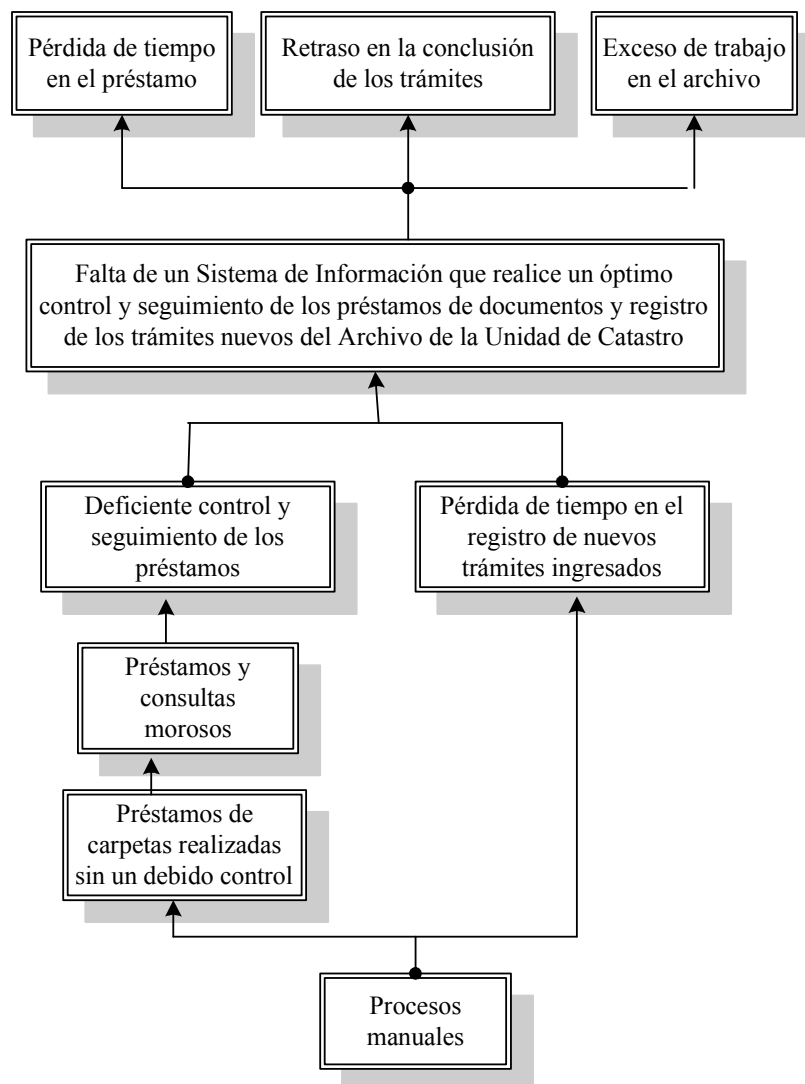 Pérdida de tiempo
en el préstamo
Retraso en la conclusión
de los trámites
Exceso de trabajo
en el archivo
Falta de un Sistema de Información que realice un óptimo
control y seguimiento de los préstamos de documentos y registro
de los trámites nuevos del Archivo de la Unidad de Catastro
Deficiente control y
seguimiento de los
préstamos
Pérdida de tiempo en el
registro de nuevos
trámites ingresados
Préstamos y
consultas
morosos
Préstamos de
carpetas realizadas
sin un debido control
Procesos
manuales